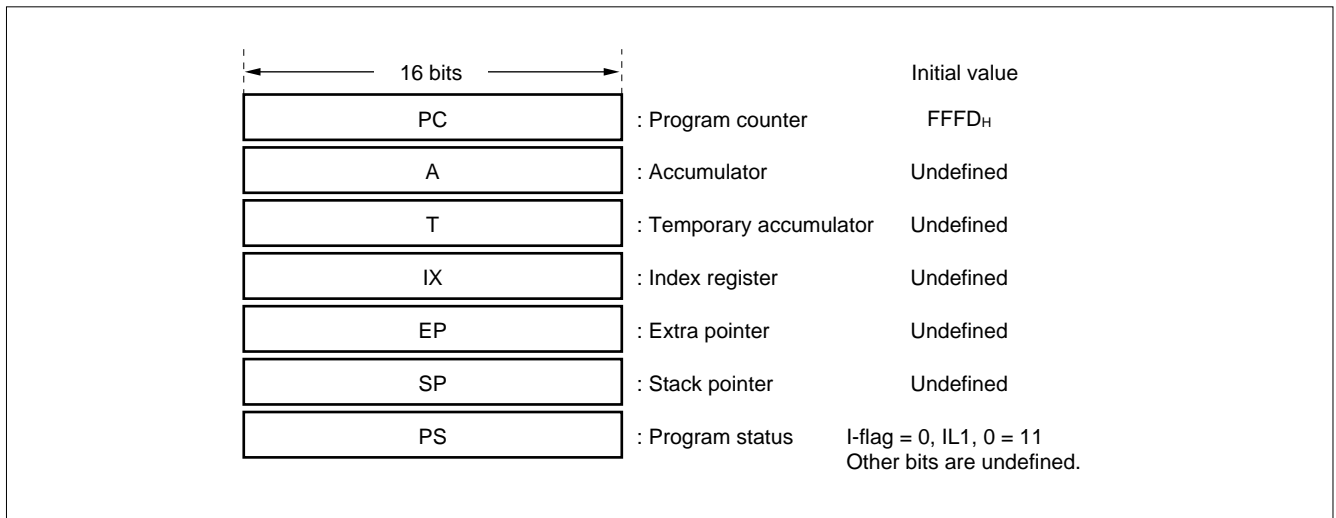 16 bits Initial value
PC : Program counter FFFDH
A : Accumulator Undefined
T : Temporary accumulator Undefined
IX : Index register Undefined
EP : Extra pointer Undefined
SP : Stack pointer Undefined
PS : Program status I-flag = 0, IL1, 0 = 11
Other bits are undefined.